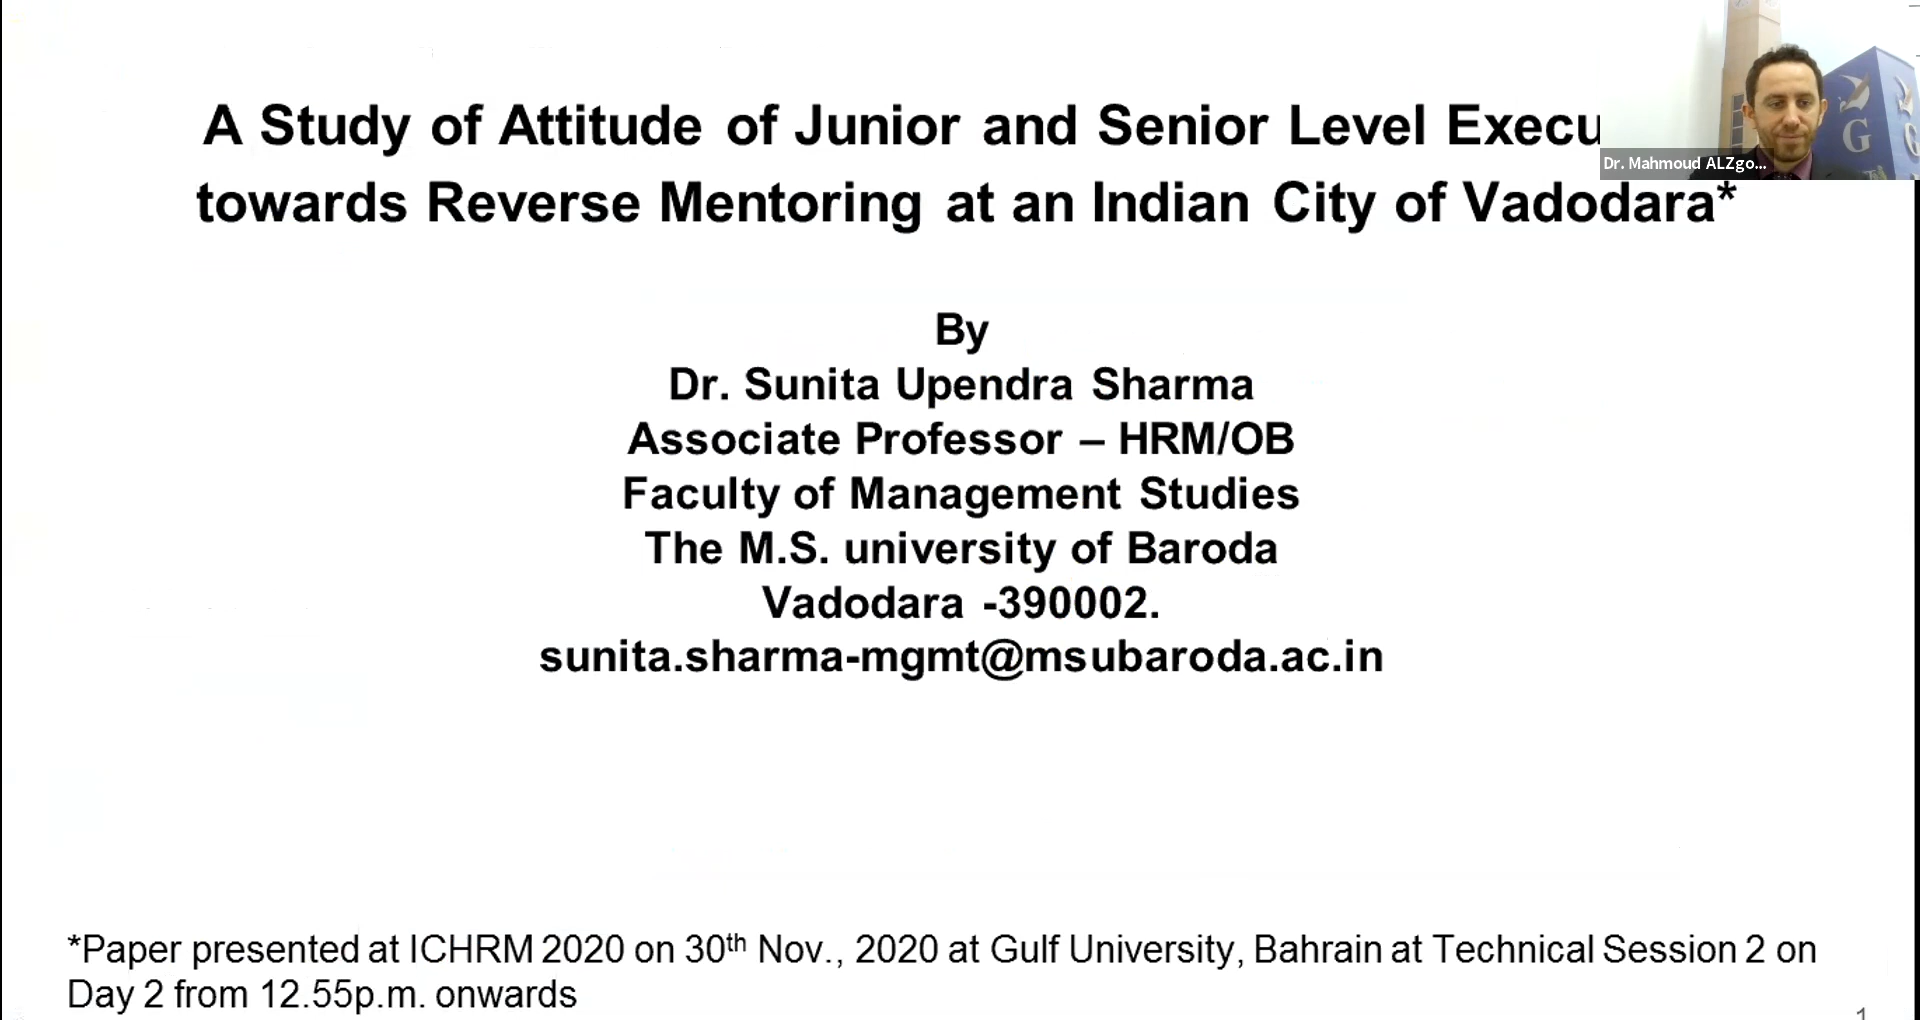 A Study of Attitude of Junior and Senior Level Execu
Dr. Mahmoud ALZgo...
towards Reverse Mentoring at an Indian City of Vadodara*
G
By
Dr. Sunita Upendra Sharma
Associate Professor – HRM/OB
Faculty of Management Studies
The M.S. university of Baroda
Vadodara -390002.
sunita.sharma-mgmt@msubaroda.ac.in
*Paper presented at ICHRM 2020 on 30th Nov., 2020 at Gulf University, Bahrain at Technical Session 2 on
Day 2 from 12.55p.m. onwards
1